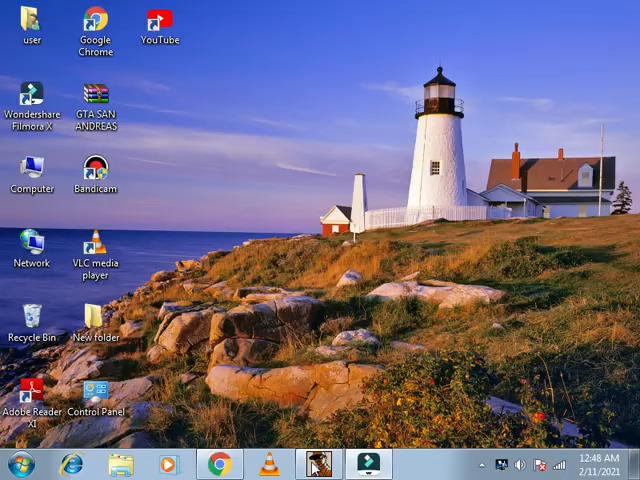 user
Google
Chrome
YouTube
Wondershare
Filmora X
GTA SAN
ANDREAS
Computer
Bandicam
Network
VLC media
player
Recycle Bin
New folder
Adobe Reader
XI
Control Panel
12:48 AM
2/11/2021